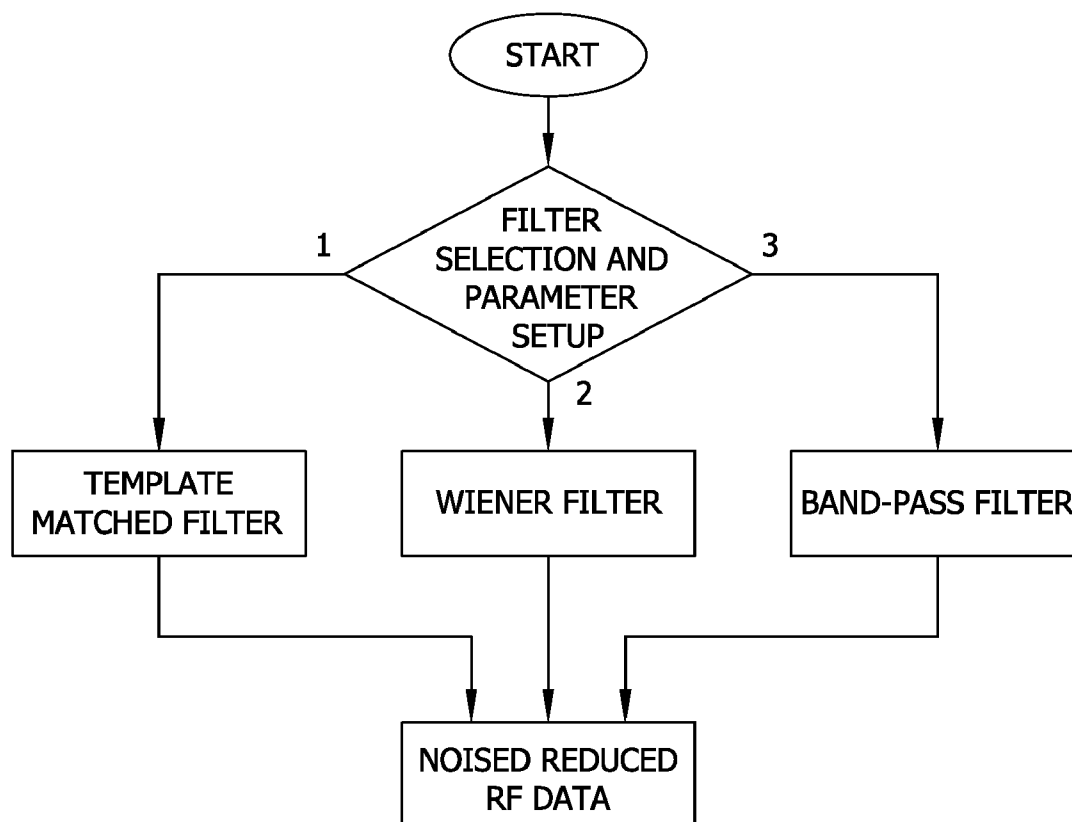 START
FILTER
SELECTION AND
PARAMETER
SETUP
1
3
2
TEMPLATE
MATCHED FILTER
WIENER FILTER
BAND-PASS FILTER
NOISED REDUCED
RF DATA